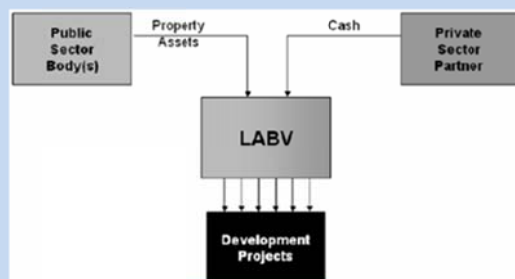 Public
Sector
Body(s)
Property
Assets
Cash
Private
Sector
Partner
LABV
Development
Projects